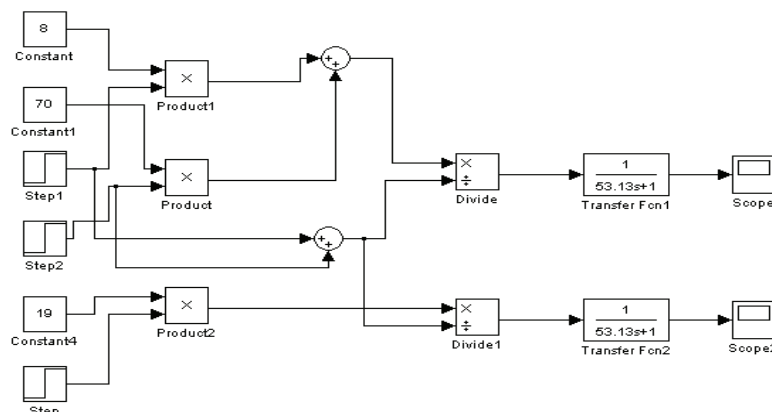 8
Constant
×
Product1
+
+
70
Constant1
Step1
×
Product
×
÷
Divide
1
53.13s+1
Transfer Fcn1
Scope
Step2
+
+
19
Constant4
×
Product2
×
÷
Divide1
1
53.13s+1
Transfer Fcn2
Scope2
Step